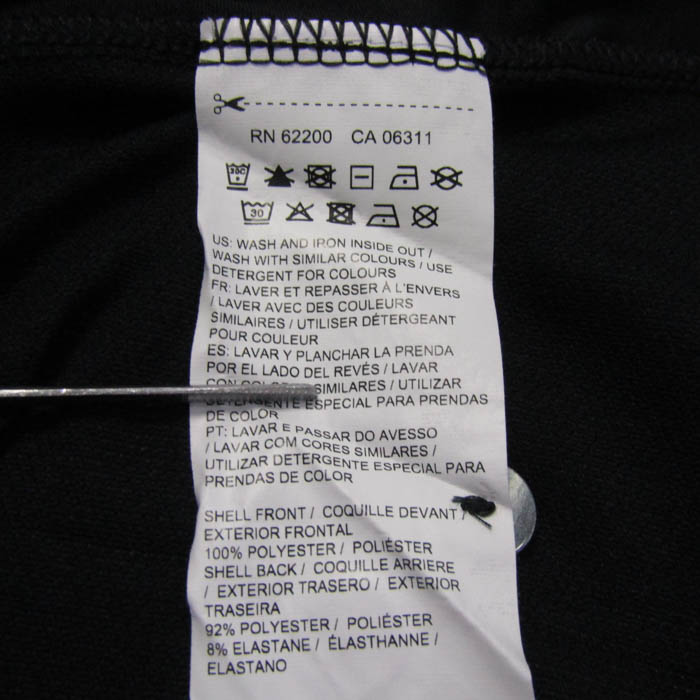 RN 62200 CA 06311
30C
30
US: WASH AND IRON INSIDE OUT /
WASH WITH SIMILAR COLOURS / USE
DETERGENT FOR COLOURS
FR: LAVER ET REPASSER À L'ENVERS
/ LAVER AVEC DES COULEURS
SIMILAIRES / UTILISER DÉTERGEANT
POUR COULEUR
ES: LAVAR Y PLANCHAR LA PRENDA
POR EL LADO DEL REVÉS / LAVAR
CON SIMILARES / UTILIZAR
DETERGENTE ESPECIAL PARA PRENDAS
DE COLOR
PT: LAVAR E PASSAR DO AVESSO
/ LAVAR COM CORES SIMILARES /
UTILIZAR DETERGENTE ESPECIAL PARA
PRENDAS DE COLOR
SHELL FRONT / COQUILLE DEVANT /
EXTERIOR FRONTAL
100% POLYESTER / POLIÉSTER
SHELL BACK / COQUILLE ARRIERE
/ EXTERIOR TRASERO / EXTERIOR
TRASEIRA
92% POLYESTER / POLIÉSTER
8% ELASTANE / ÉLASTHANNE /
ELASTANO